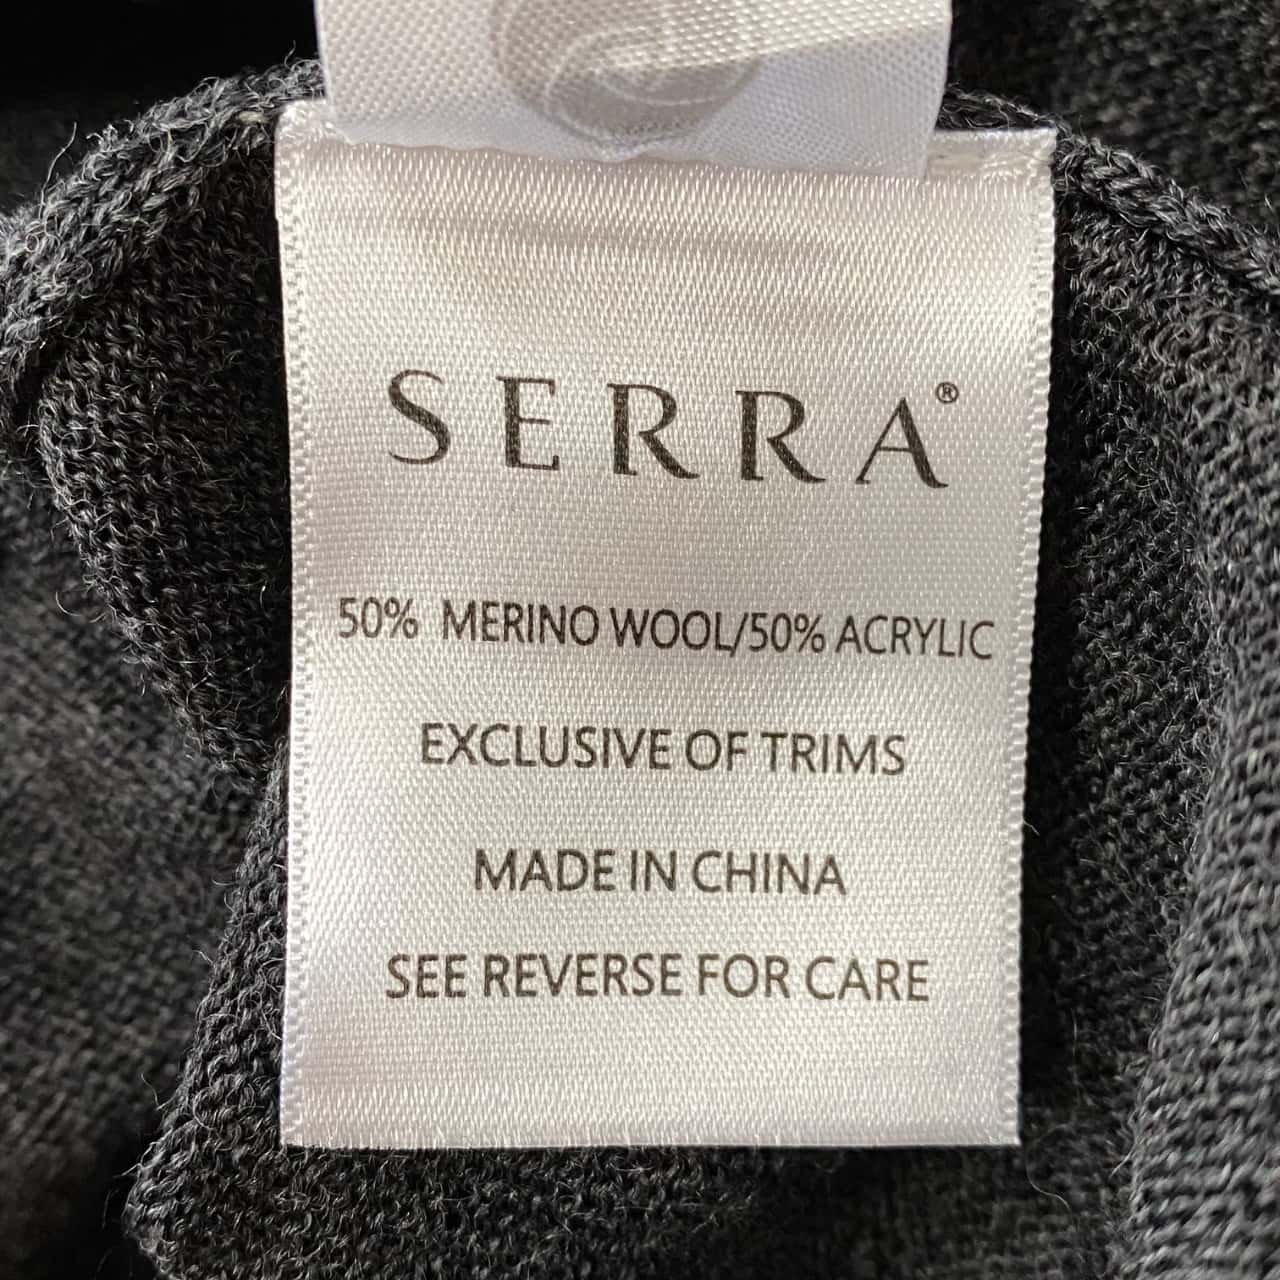 SERRA®
50% MERINO WOOL/50% ACRYLIC
EXCLUSIVE OF TRIMS
MADE IN CHINA
SEE REVERSE FOR CARE